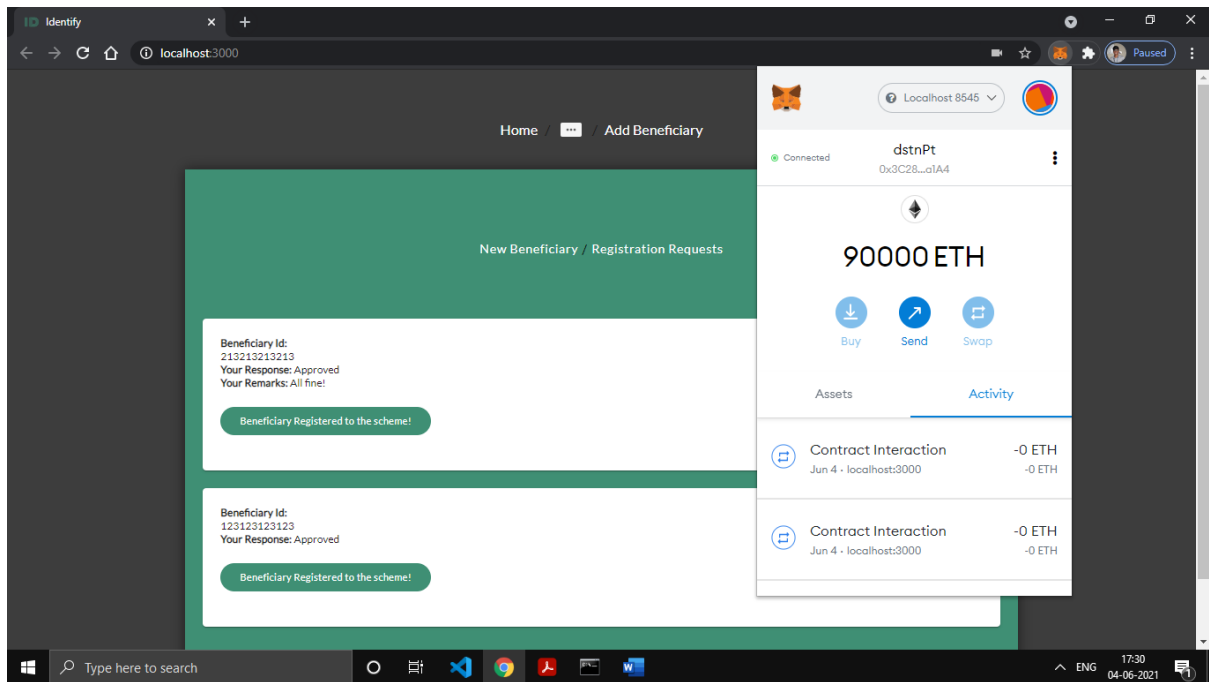 ID Identify
localhost:3000
Paused
Home / ... / Add Beneficiary
New Beneficiary / Registration Requests
Beneficiary Id:
213213213213
Your Response: Approved
Your Remarks: All fine!
Beneficiary Registered to the scheme!
Beneficiary Id:
123123123123
Your Response: Approved
Beneficiary Registered to the scheme!
Localhost 8545
Connected
dstnPt
0x3C28...a1A4
90000 ETH
Buy
Send
Swap
Assets
Activity
Contract Interaction
-0 ETH
Jun 4 · localhost:3000
-0 ETH
Contract Interaction
-0 ETH
Jun 4 · localhost:3000
-0 ETH
Type here to search
W
ENG
17:30
04-06-2021
1